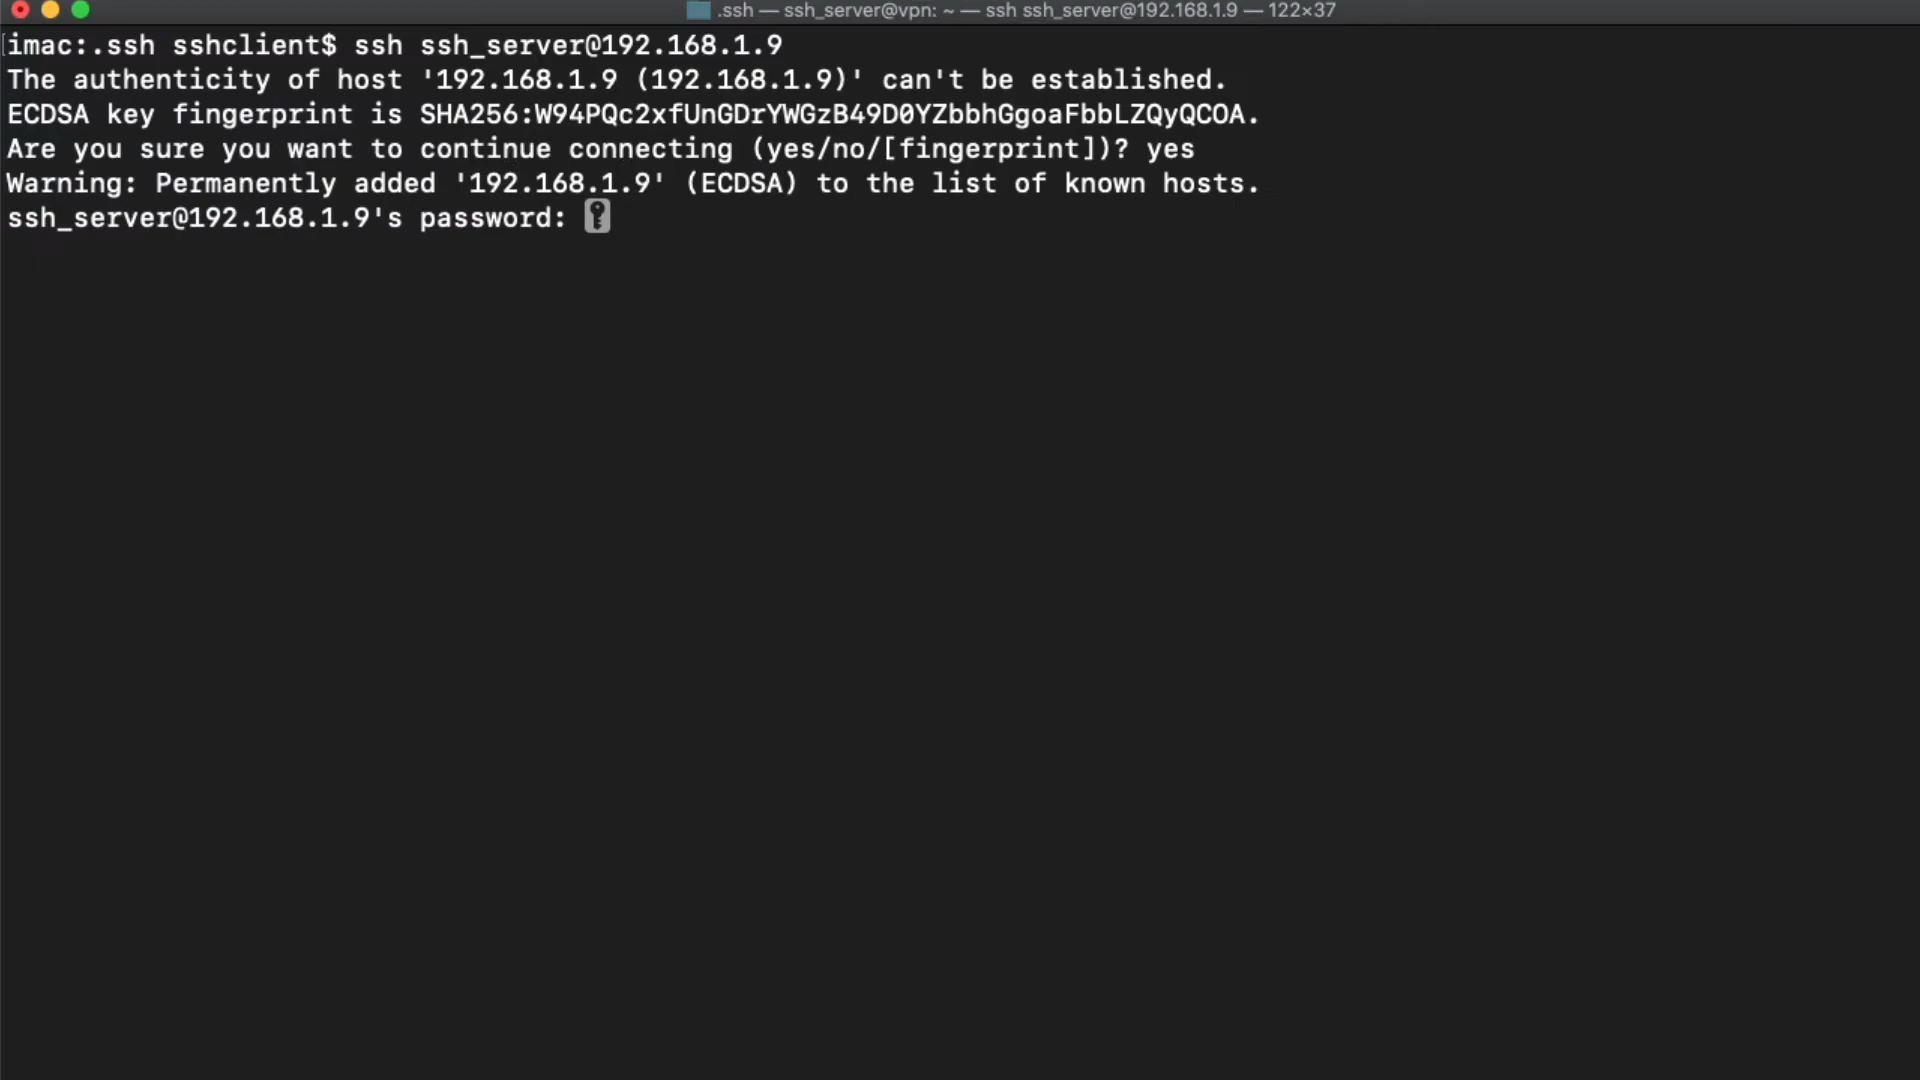 .ssh — ssh_server@vpn: ~ — ssh ssh_server@192.168.1.9 — 122×37
imac:.ssh sshclient$ ssh ssh_server@192.168.1.9
The authenticity of host '192.168.1.9 (192.168.1.9)' can't be established.
ECDSA key fingerprint is SHA256:W94PQc2xfUnGDrYWGzB49D0YZbbhGgoaFbbLZQyQCOA.
Are you sure you want to continue connecting (yes/no/[fingerprint])? yes
Warning: Permanently added '192.168.1.9' (ECDSA) to the list of known hosts.
ssh_server@192.168.1.9's password: